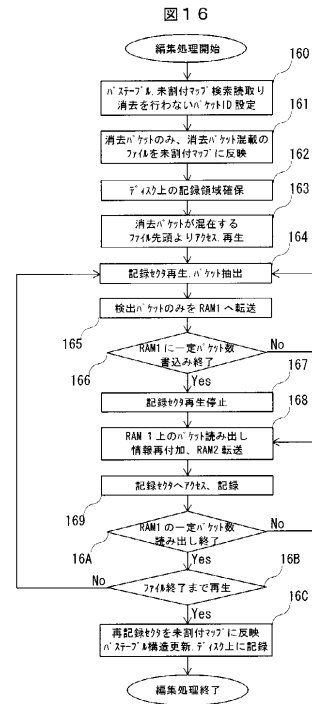 図１６
編集処理開始
160
パステーブル、未割付マップ検索読取り
消去を行わないパケットID設定
161
消去パケットのみ、消去パケット混載の
ファイルを未割付マップに反映
162
ディスク上の記録領域確保
163
消去パケットが混在する
ファイル先頭よりアクセス、再生
164
記録セクタ再生、パケット抽出
検出パケットのみをRAM1へ転送
165
RAM1に一定パケット数
書込み終了
No
166
Yes
167
記録セクタ再生停止
168
RAM１上のパケット読み出し
情報再付加、RAM2転送
169
記録セクタへアクセス、記録
RAM1の一定パケット数
読み出し終了
No
16A
Yes
16B
No
ファイル終了まで再生
Yes
16C
再記録セクタを未割付マップに反映
パステーブル構造更新、ディスク上に記録
編集処理終了